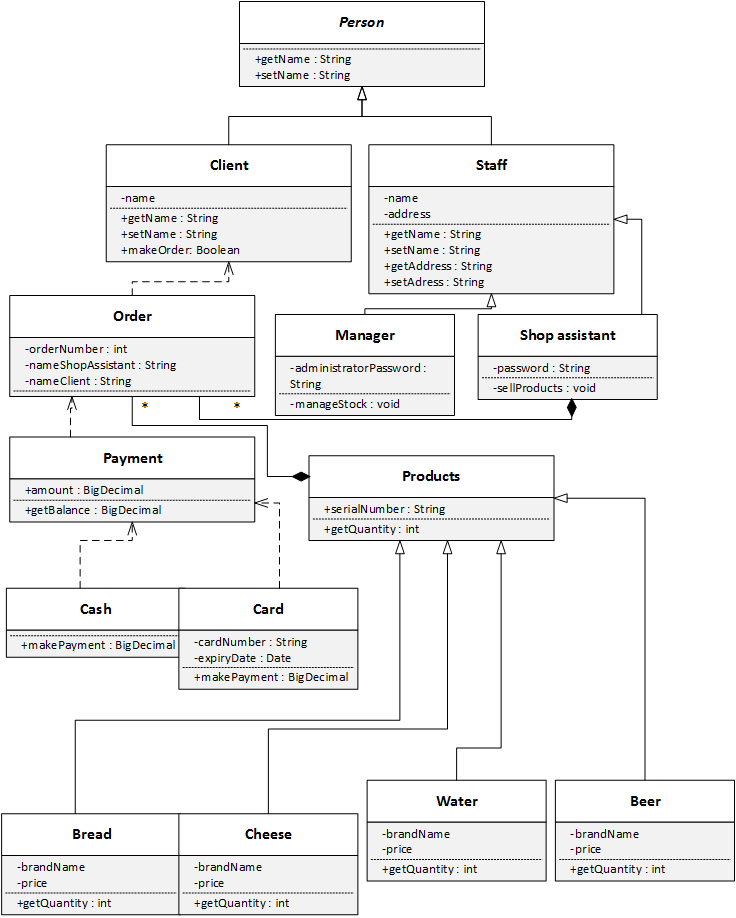 Person
+getName : String
+setName : String
Client
-name
+getName : String
+setName : String
+makeOrder: Boolean
Staff
-name
-address
+getName : String
+setName : String
+getAddress : String
+setAdress : String
Order
-orderNumber : int
-nameShopAssistant : String
-nameClient : String
Manager
-administratorPassword :
String
-manageStock : void
Shop assistant
-password : String
-sellProducts : void
* *
Payment
+amount : BigDecimal
+getBalance : BigDecimal
Products
+serialNumber : String
+getQuantity : int
Cash
+makePayment : BigDecimal
Card
-cardNumber : String
-expiryDate : Date
+makePayment : BigDecimal
Water
-brandName
-price
+getQuantity : int
Beer
-brandName
-price
+getQuantity : int
Bread
-brandName
-price
+getQuantity : int
Cheese
-brandName
-price
+getQuantity : int